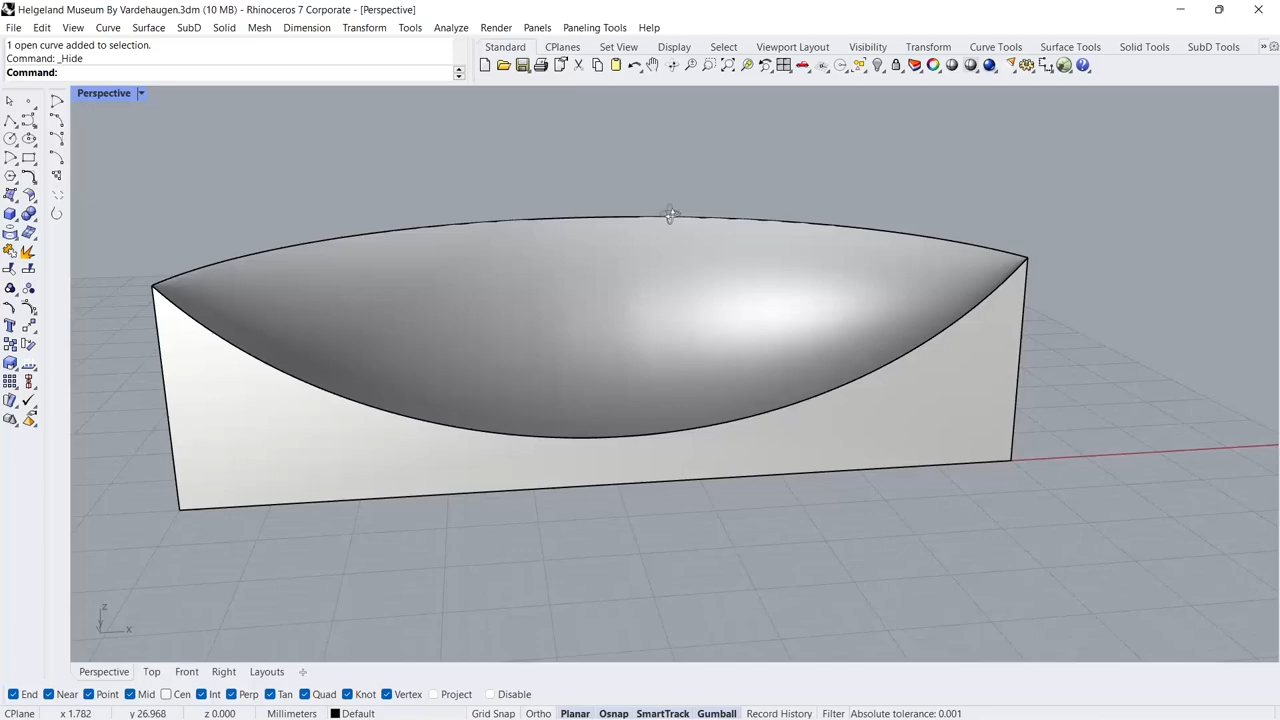 Helgeland Museum By Vardehaugen.3dm (10 MB) - Rhinoceros 7 Corporate - [Perspective]
File Edit View Curve Surface SubD Solid Mesh Dimension Transform Tools Analyze Render Panels Paneling Tools Help
1 open curve added to selection.
Command: _Hide
Command:
Standard CPlanes Set View Display Select Viewport Layout Visibility Transform Curve Tools Surface Tools Solid Tools SubD Tools »
Perspective
z
x
Perspective Top Front Right Layouts
End Near Point Mid Cen Int Perp Tan Quad Knot Vertex Project Disable
CPlane x 1.782 y 26.968 z 0.000 Millimeters Default Grid Snap Ortho Planar Osnap SmartTrack Gumball Record History Filter Absolute tolerance: 0.001